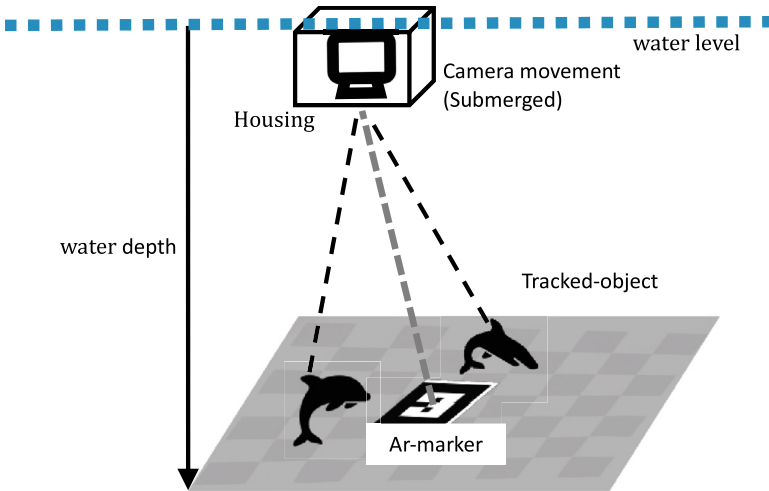 water level
Camera movement
(Submerged)
Housing
water depth
Tracked-object
Ar-marker